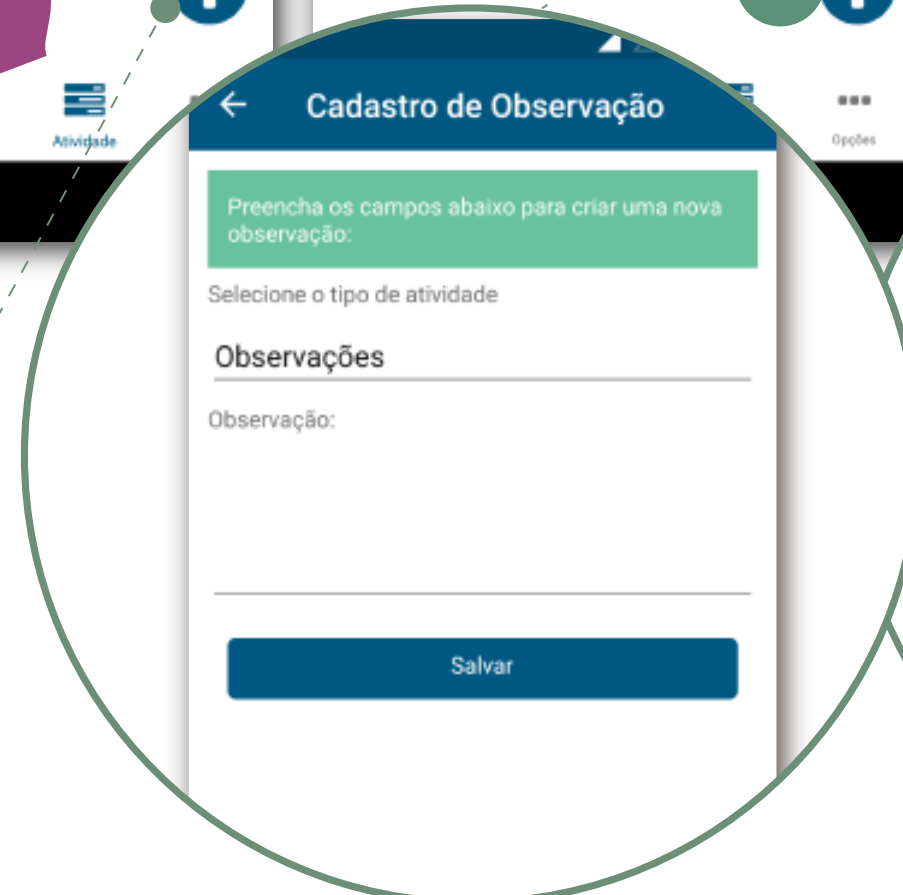 Atividade
Cadastro de Observação
Opções
Preencha os campos abaixo para criar uma nova
observação:
Selecione o tipo de atividade
Observações
Observação:
Salvar